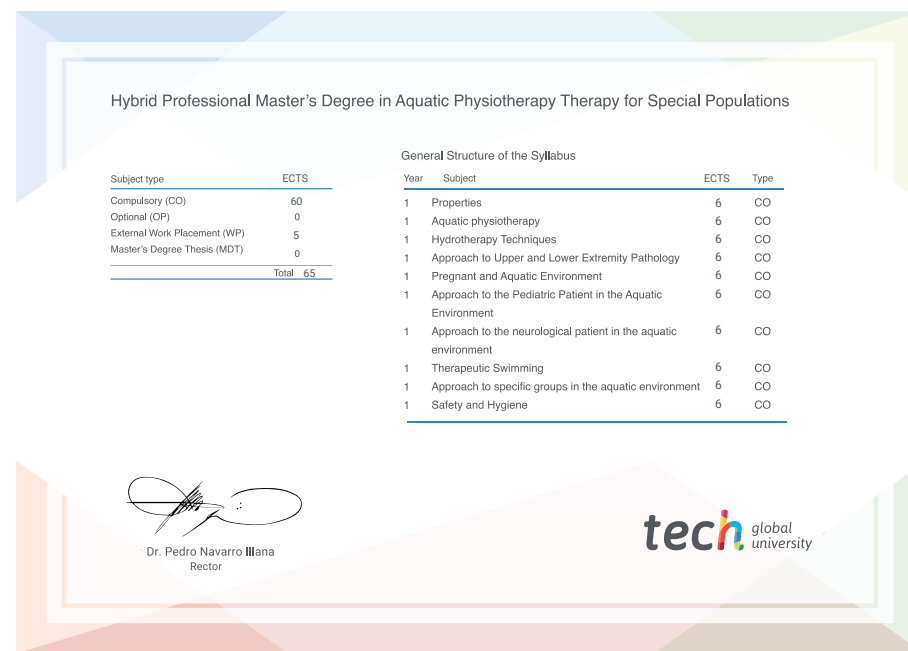 Hybrid Professional Master's Degree in Aquatic Physiotherapy Therapy for Special Populations
Subject type ECTS
Compulsory (CO) 60
Optional (OP) 0
External Work Placement (WP) 5
Master's Degree Thesis (MDT) 0
Total 65
General Structure of the Syllabus
Year Subject ECTS Type
1 Properties 6 CO
1 Aquatic physiotherapy 6 CO
1 Hydrotherapy Techniques 6 CO
1 Approach to Upper and Lower Extremity Pathology 6 CO
1 Pregnant and Aquatic Environment 6 CO
1 Approach to the Pediatric Patient in the Aquatic 6 CO
Environment
1 Approach to the neurological patient in the aquatic 6 CO
environment
1 Therapeutic Swimming 6 CO
1 Approach to specific groups in the aquatic environment 6 CO
1 Safety and Hygiene 6 CO
Dr. Pedro Navarro Illana
Rector
tech global
university